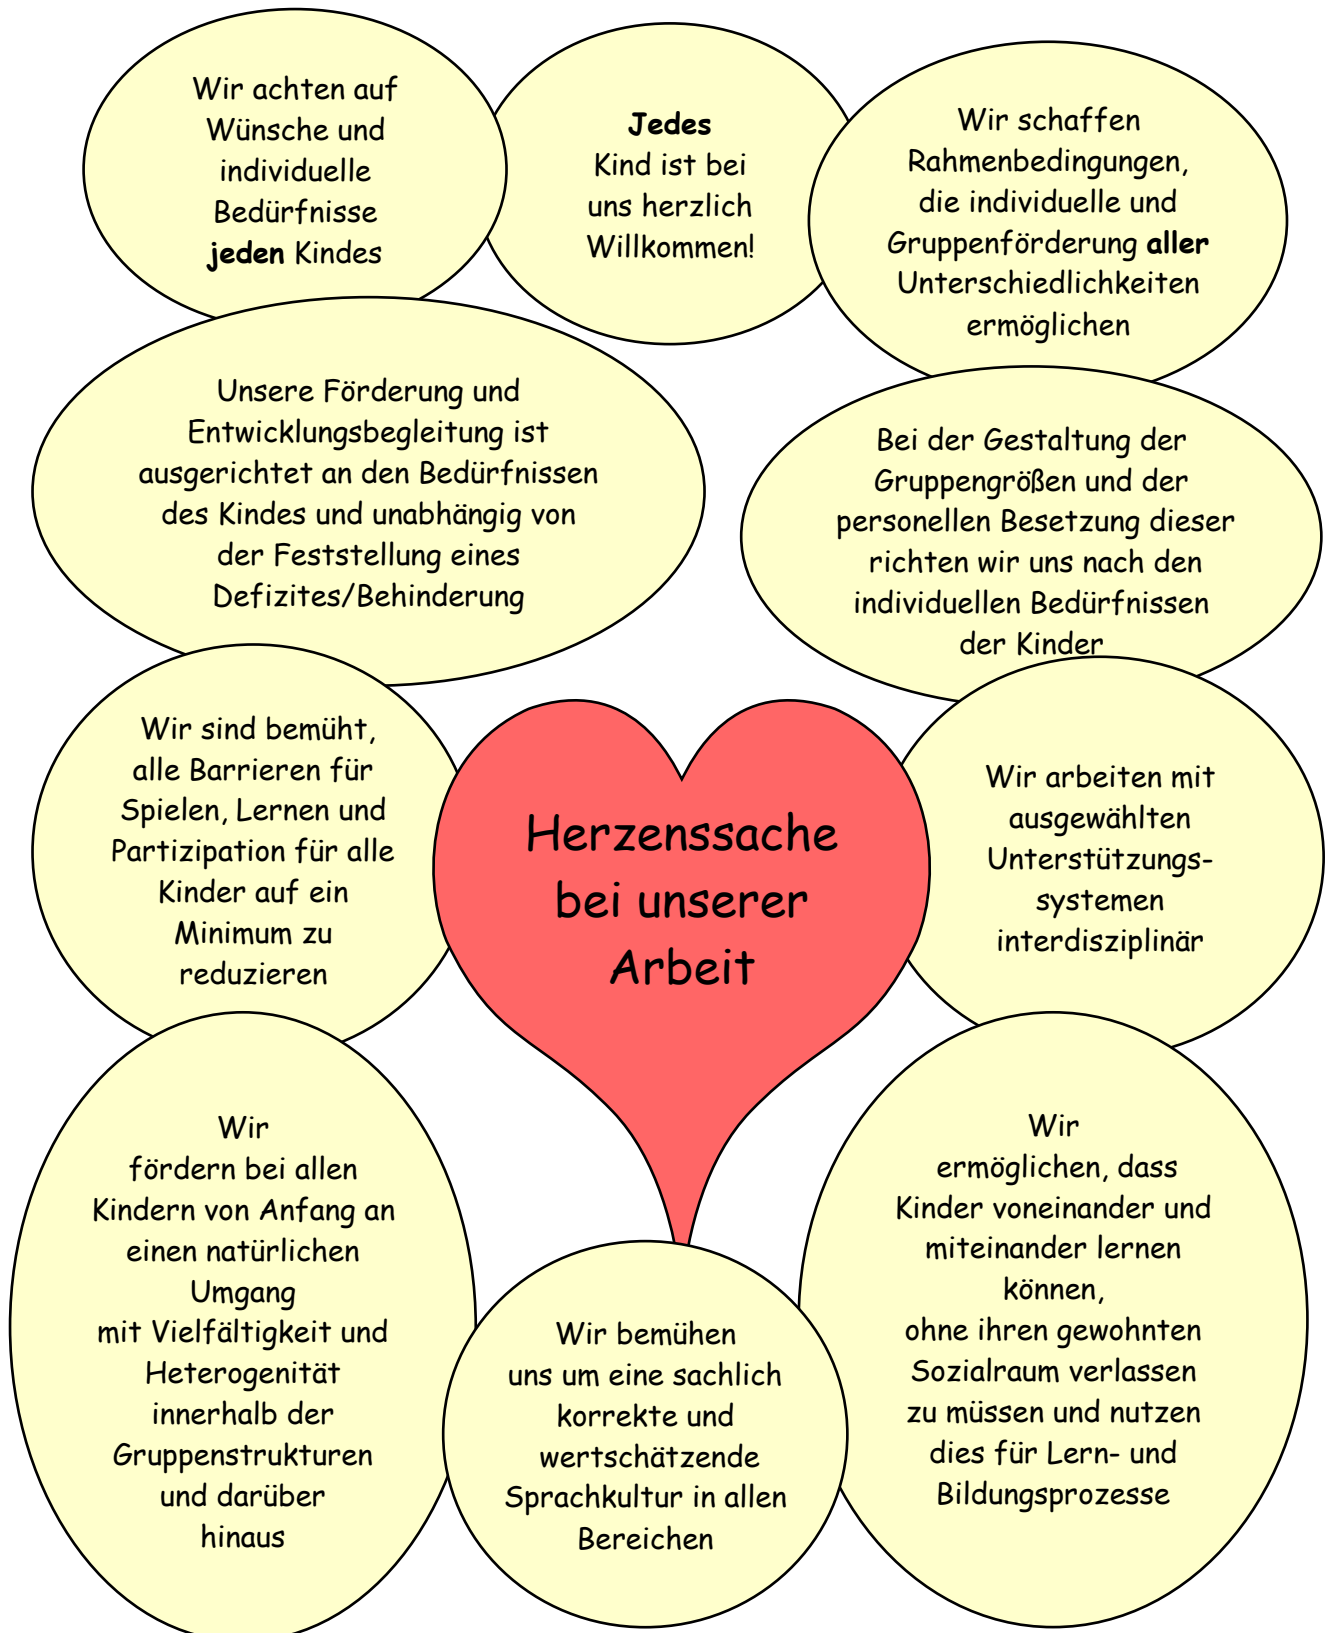 Wir achten auf
Wünsche und
individuelle
Bedürfnisse
jeden Kindes
Jedes
Kind ist bei
uns herzlich
Willkommen!
Wir schaffen
Rahmenbedingungen,
die individuelle und
Gruppenförderung aller
Unterschiedlichkeiten
ermöglichen
Unsere Förderung und
Entwicklungsbegleitung ist
ausgerichtet an den Bedürfnissen
des Kindes und unabhängig von
der Feststellung eines
Defizites/Behinderung
Bei der Gestaltung der
Gruppengrößen und der
personellen Besetzung dieser
richten wir uns nach den
individuellen Bedürfnissen
der Kinder
Wir sind bemüht,
alle Barrieren für
Spielen, Lernen und
Partizipation für alle
Kinder auf ein
Minimum zu
reduzieren
Herzenssache
bei unserer
Arbeit
Wir arbeiten mit
ausgewählten
Unterstützungs-
systemen
interdisziplinär
Wir
fördern bei allen
Kindern von Anfang an
einen natürlichen
Umgang
mit Vielfältigkeit und
Heterogenität
innerhalb der
Gruppenstrukturen
und darüber
hinaus
Wir bemühen
uns um eine sachlich
korrekte und
wertschätzende
Sprachkultur in allen
Bereichen
Wir
ermöglichen, dass
Kinder voneinander und
miteinander lernen
können,
ohne ihren gewohnten
Sozialraum verlassen
zu müssen und nutzen
dies für Lern- und
Bildungsprozesse